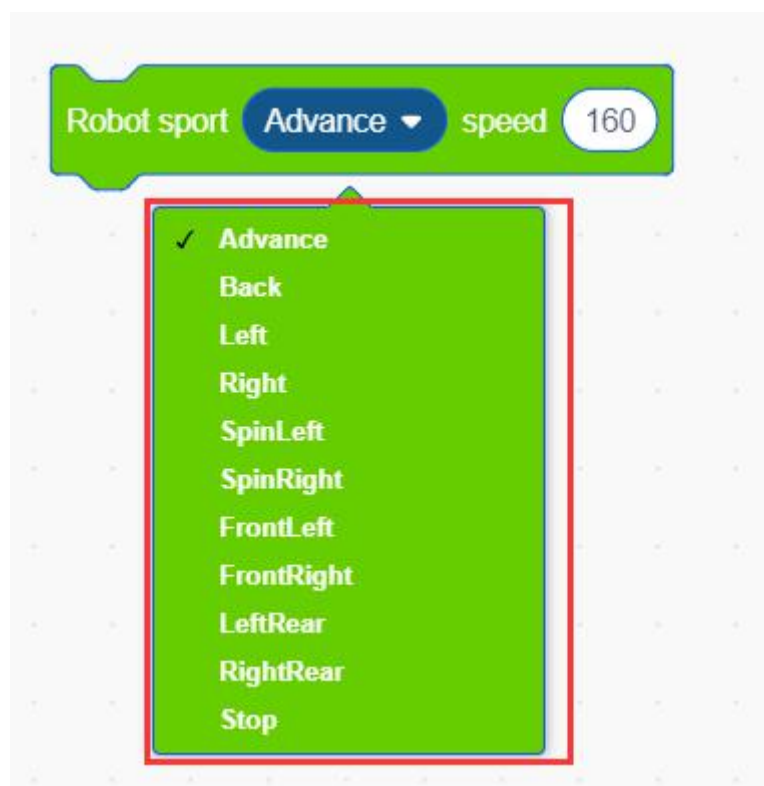 Robot sport Advance speed 160
✓ Advance
Back
Left
Right
SpinLeft
SpinRight
FrontLeft
FrontRight
LeftRear
RightRear
Stop